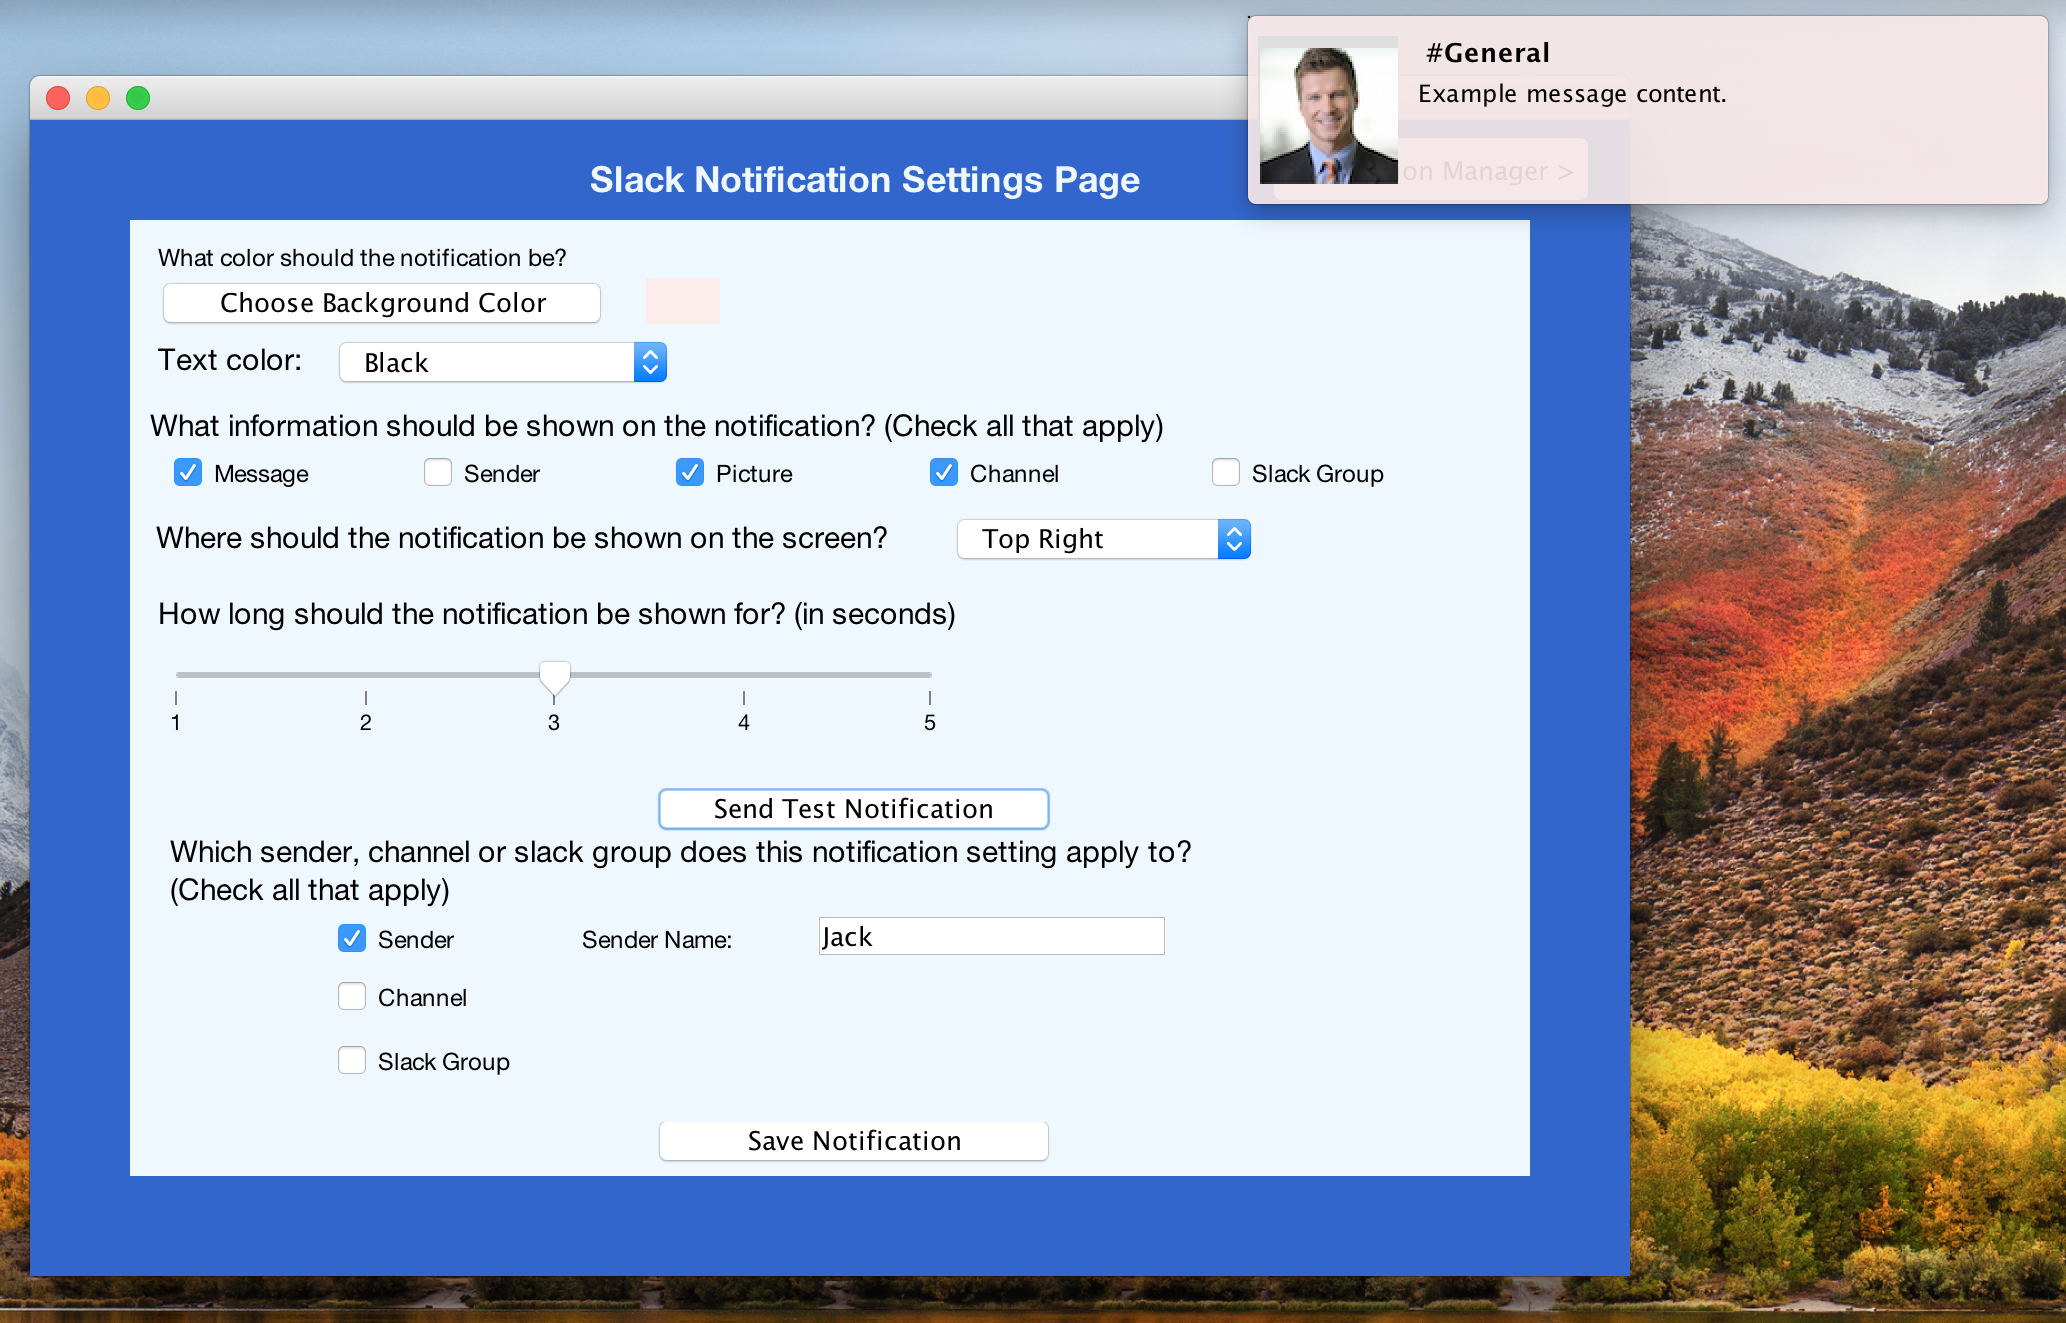 #General
Example message content.
on Manager >
Slack Notification Settings Page
What color should the notification be?
Choose Background Color
Text color:
Black
What information should be shown on the notification? (Check all that apply)
Message Sender Picture Channel Slack Group
Where should the notification be shown on the screen? Top Right
How long should the notification be shown for? (in seconds)
1 2 3 4 5
Send Test Notification
Which sender, channel or slack group does this notification setting apply to?
(Check all that apply)
Sender Sender Name: Jack
Channel
Slack Group
Save Notification